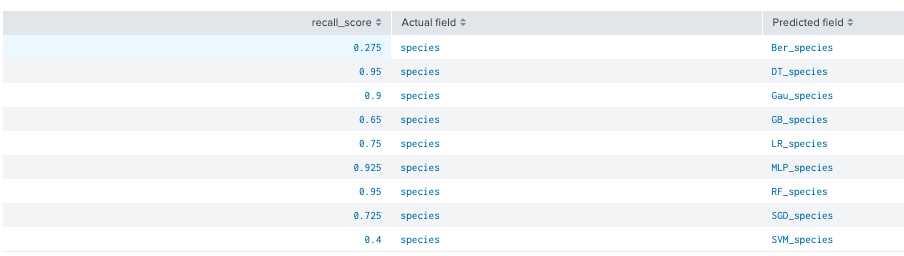 recall_score Actual field Predicted field
0.275 species Ber_species
0.95 species DT_species
0.9 species Gau_species
0.65 species GB_species
0.75 species LR_species
0.925 species MLP_species
0.95 species RF_species
0.725 species SGD_species
0.4 species SVM_species